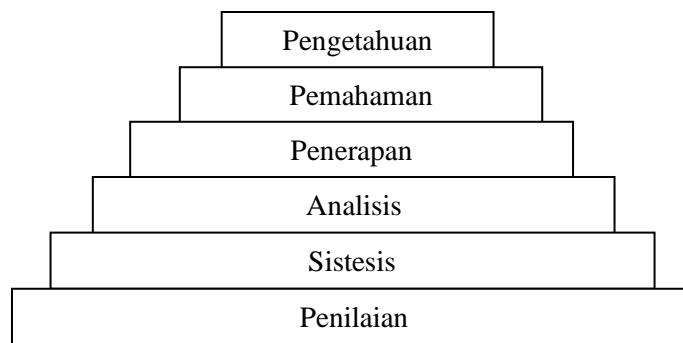 Pengetahuan
Pemahaman
Penerapan
Analisis
Sistesis
Penilaian